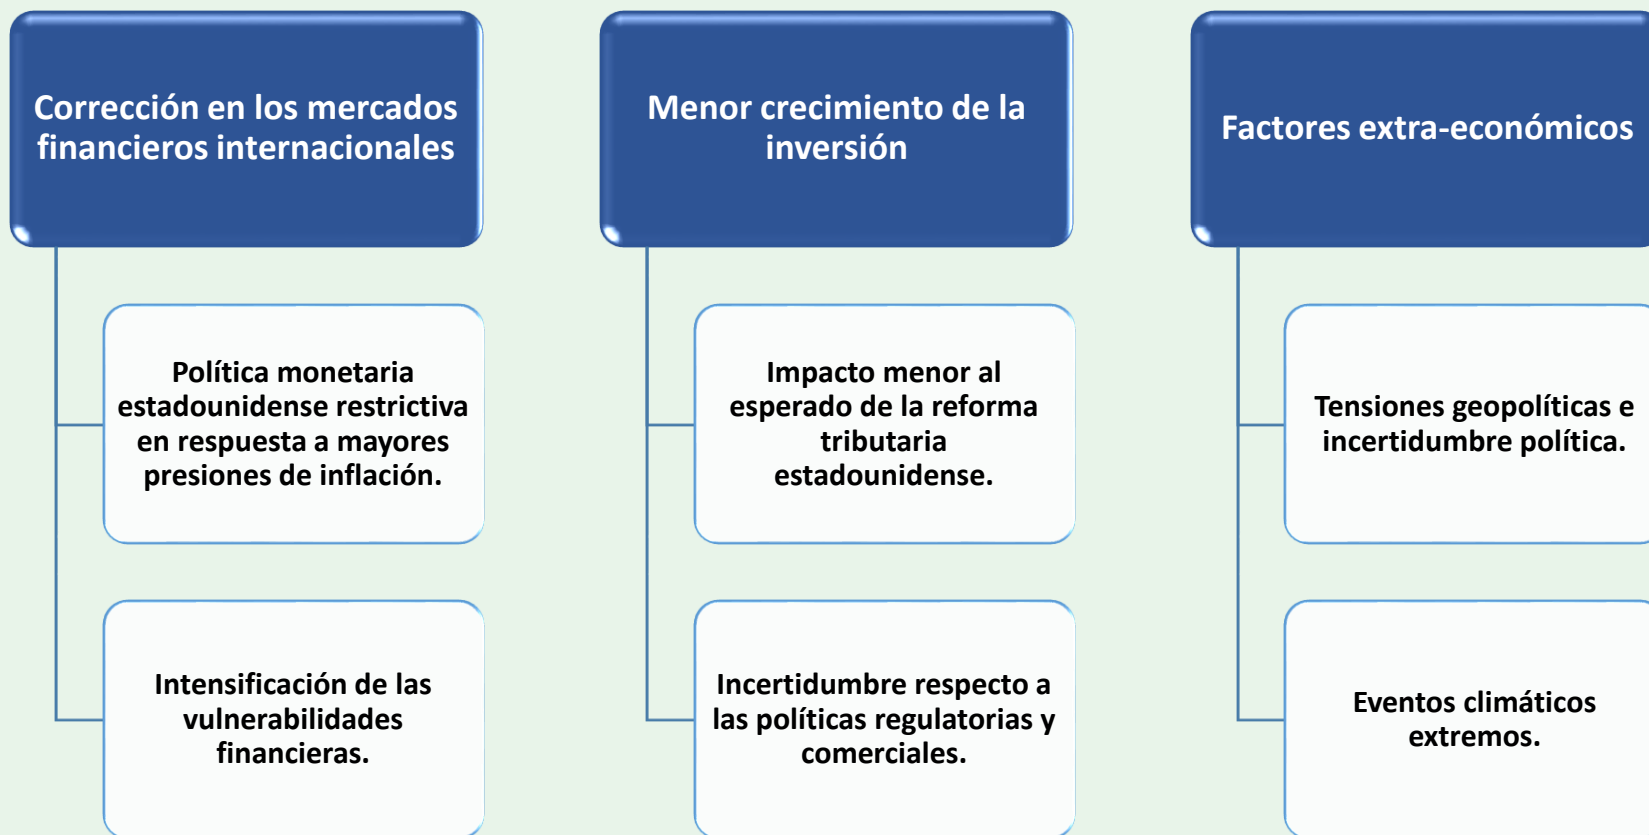 Corrección en los mercados
financieros internacionales
Política monetaria
estadounidense restrictiva
en respuesta a mayores
presiones de inflación.
Intensificación de las
vulnerabilidades
financieras.
Menor crecimiento de la
inversión
Impacto menor al
esperado de la reforma
tributaria
estadounidense.
Incertidumbre respecto a
las políticas regulatorias y
comerciales.
Factores extra-económicos
Tensiones geopolíticas e
incertidumbre política.
Eventos climáticos
extremos.